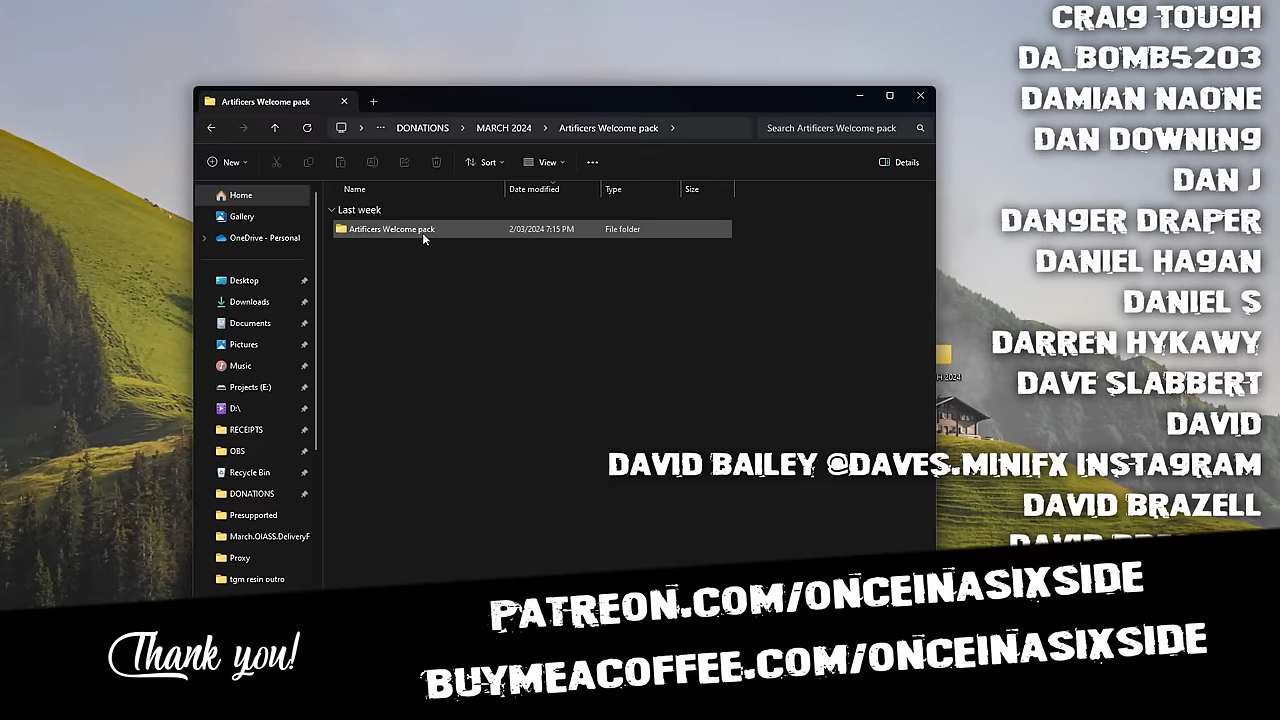 Artificers Welcome pack
DONATIONS > MARCH 2024 > Artificers Welcome pack >
Search Artificers Welcome pack
New
Sort
View
Details
Name
Date modified
Type
Size
Last week
Artificers Welcome pack
2/03/2024 7:15 PM
File folder
Home
Gallery
OneDrive - Personal
Desktop
Downloads
Documents
Pictures
Music
Projects (E:)
D:\
RECEIPTS
OBS
Recycle Bin
DONATIONS
Presupported
March.OIASS.DeliveryF
Proxy
tgm resin outro
H 2024
CRAIG TOUGH
DA_BOMB5203
DAMIAN NAONE
DAN DOWNING
DAN J
DANGER DRAPER
DANIEL HAGAN
DANIEL S
DARREN HYKAWY
DAVE SLABBERT
DAVID
DAVID BAILEY @DAVES.MINIFX INSTAGRAM
DAVID BRAZELL
DAVID
Thank you!
PATREON.COM/ONCEINASIXSIDE
BUYMEACOFFEE.COM/ONCEINASIXSIDE